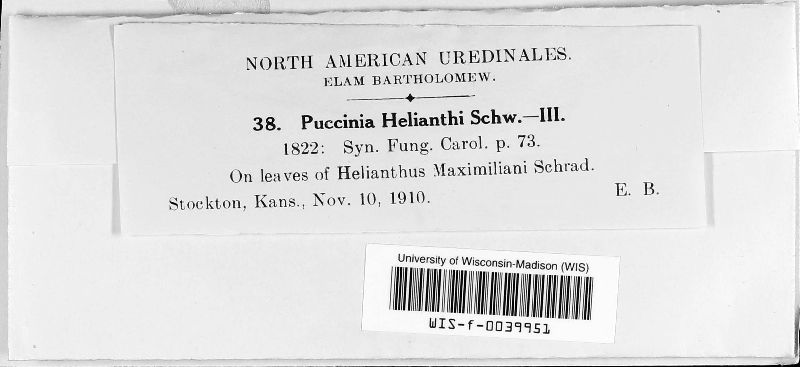 NORTH AMERICAN UREDINALES.
ELAM BARTHOLOMEW.
38. Puccinia Helianthi Schw.—III.
1822: Syn. Fung. Carol. p. 73.
On leaves of Helianthus Maximiliani Schrad.
Stockton, Kans., Nov. 10, 1910. E. B.
University of Wisconsin-Madison (WIS)
WIS-f-0039951